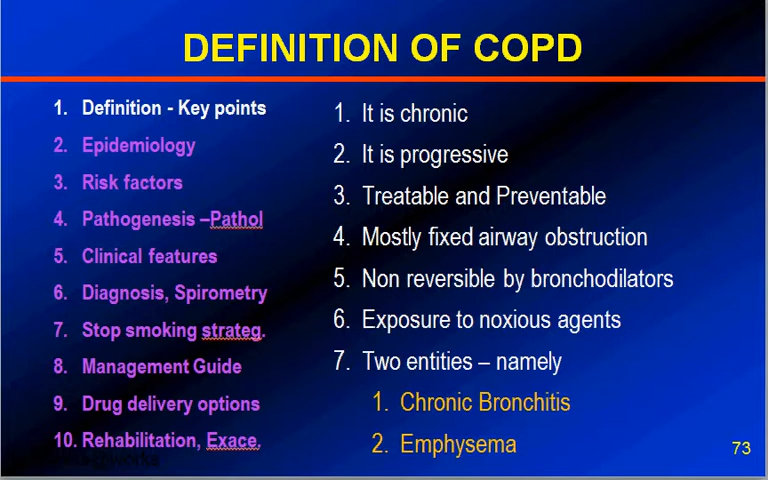 DEFINITION OF COPD
1. Definition - Key points
2. Epidemiology
3. Risk factors
4. Pathogenesis –Pathol
5. Clinical features
6. Diagnosis, Spirometry
7. Stop smoking strateg.
8. Management Guide
9. Drug delivery options
10. Rehabilitation, Exace.
1. It is chronic
2. It is progressive
3. Treatable and Preventable
4. Mostly fixed airway obstruction
5. Non reversible by bronchodilators
6. Exposure to noxious agents
7. Two entities – namely
1. Chronic Bronchitis
2. Emphysema
73